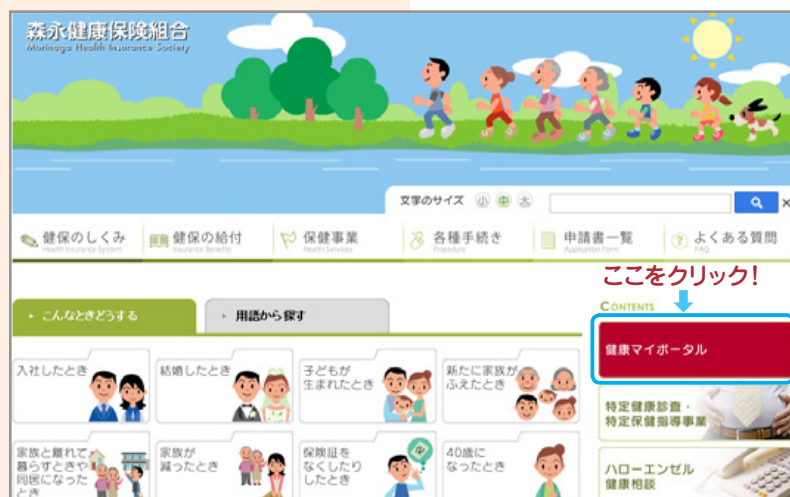 森永健康保険組合
Morinaga Health Insurance Society
文字のサイズ 小 中 大
健保のしくみ
Health Insurance System
健保の給付
Insurance Benefits
保健事業
Health Services
各種手続き
Procedure
申請書一覧
Application Form
よくある質問
FAQ
ここをクリック!
こんなときどうする
用語から探す
CONTENTS
健康マイポータル
入社したとき
結婚したとき
子どもが
生まれたとき
新たに家族が
ふえたとき
特定健康診査・
特定保健指導事業
家族と離れて
暮らすときや
同居になった
とき
家族が
減ったとき
保険証を
なくしたり
したとき
40歳に
なったとき
ハローエンゼル
健康相談